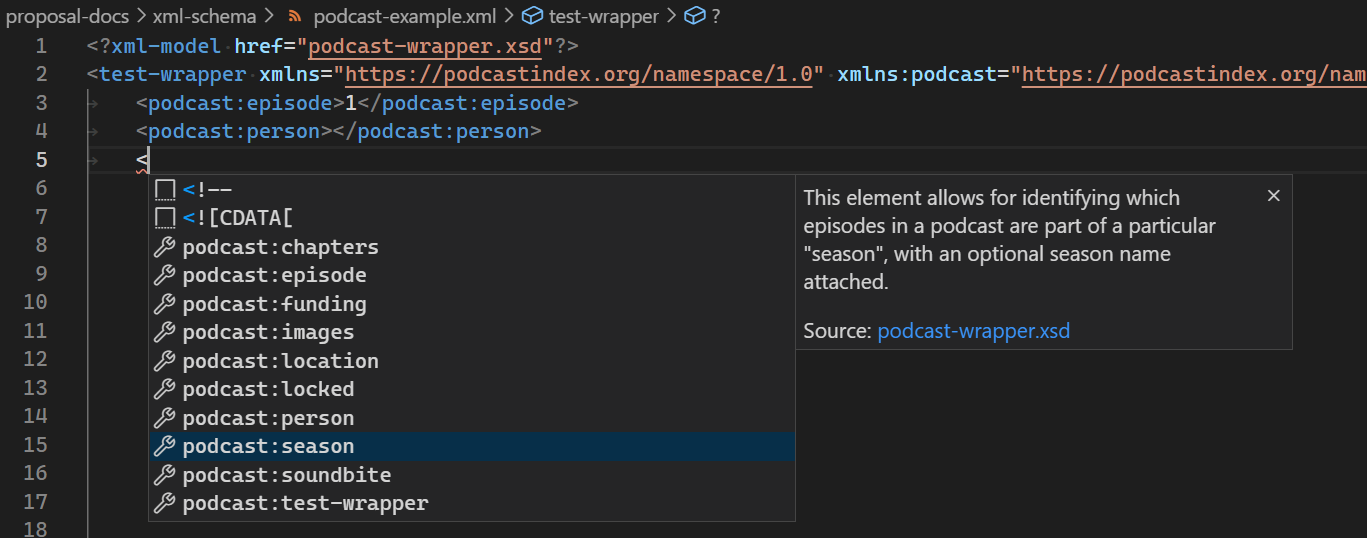 proposal-docs > xml-schema > podcast-example.xml > test-wrapper > ?
1 <?xml-model href="podcast-wrapper.xsd"?>
2 <test-wrapper xmlns="https://podcastindex.org/namespace/1.0" xmlns:podcast="https://podcastindex.org/nam
3 <podcast:episode>1</podcast:episode>
4 <podcast:person></podcast:person>
5 <
6 <!--
7 <![CDATA[
8 podcast:chapters
9 podcast:episode
10 podcast:funding
11 podcast:images
12 podcast:location
13 podcast:locked
14 podcast:person
15 podcast:season
16 podcast:soundbite
17 podcast:test-wrapper
18
This element allows for identifying which
episodes in a podcast are part of a particular
"season", with an optional season name
attached.
Source: podcast-wrapper.xsd